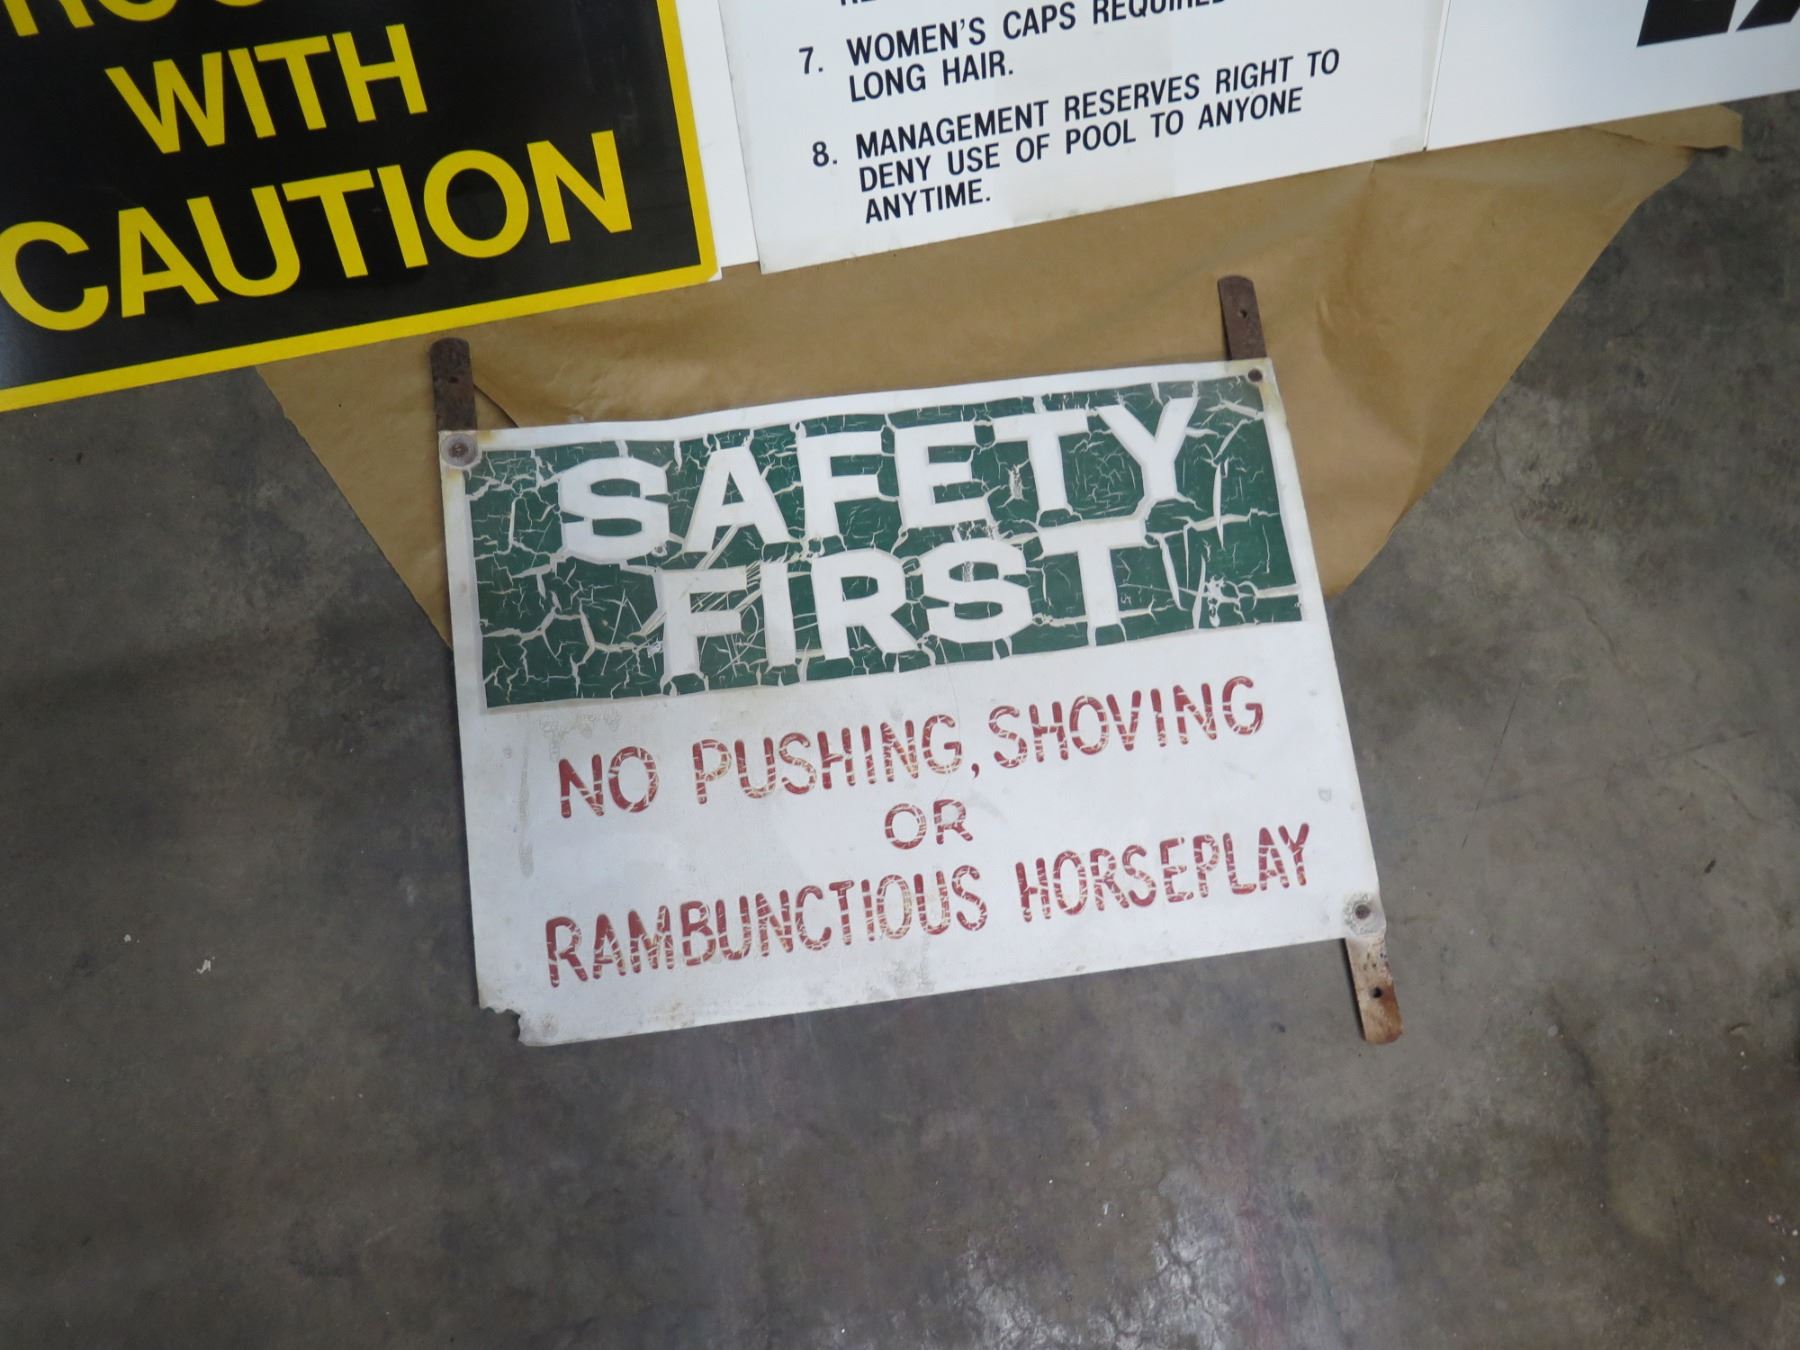 WITH
CAUTION
7. WOMEN'S CAPS REQUIRED
LONG HAIR.
8. MANAGEMENT RESERVES RIGHT TO
DENY USE OF POOL TO ANYONE
ANYTIME.
SAFETY
FIRST
NO PUSHING, SHOVING
OR
RAMBUNCTIOUS HORSEPLAY